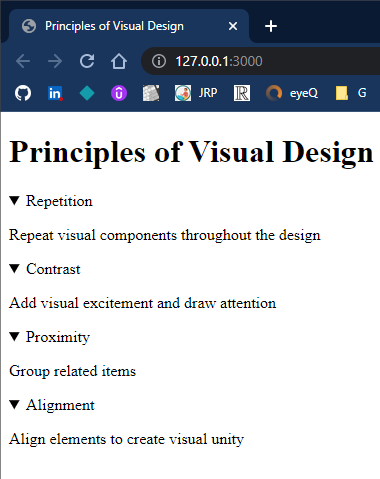 Principles of Visual Design
127.0.0.1:3000
in JRP R eyeQ G
Principles of Visual Design
Repetition
Repeat visual components throughout the design
Contrast
Add visual excitement and draw attention
Proximity
Group related items
Alignment
Align elements to create visual unity